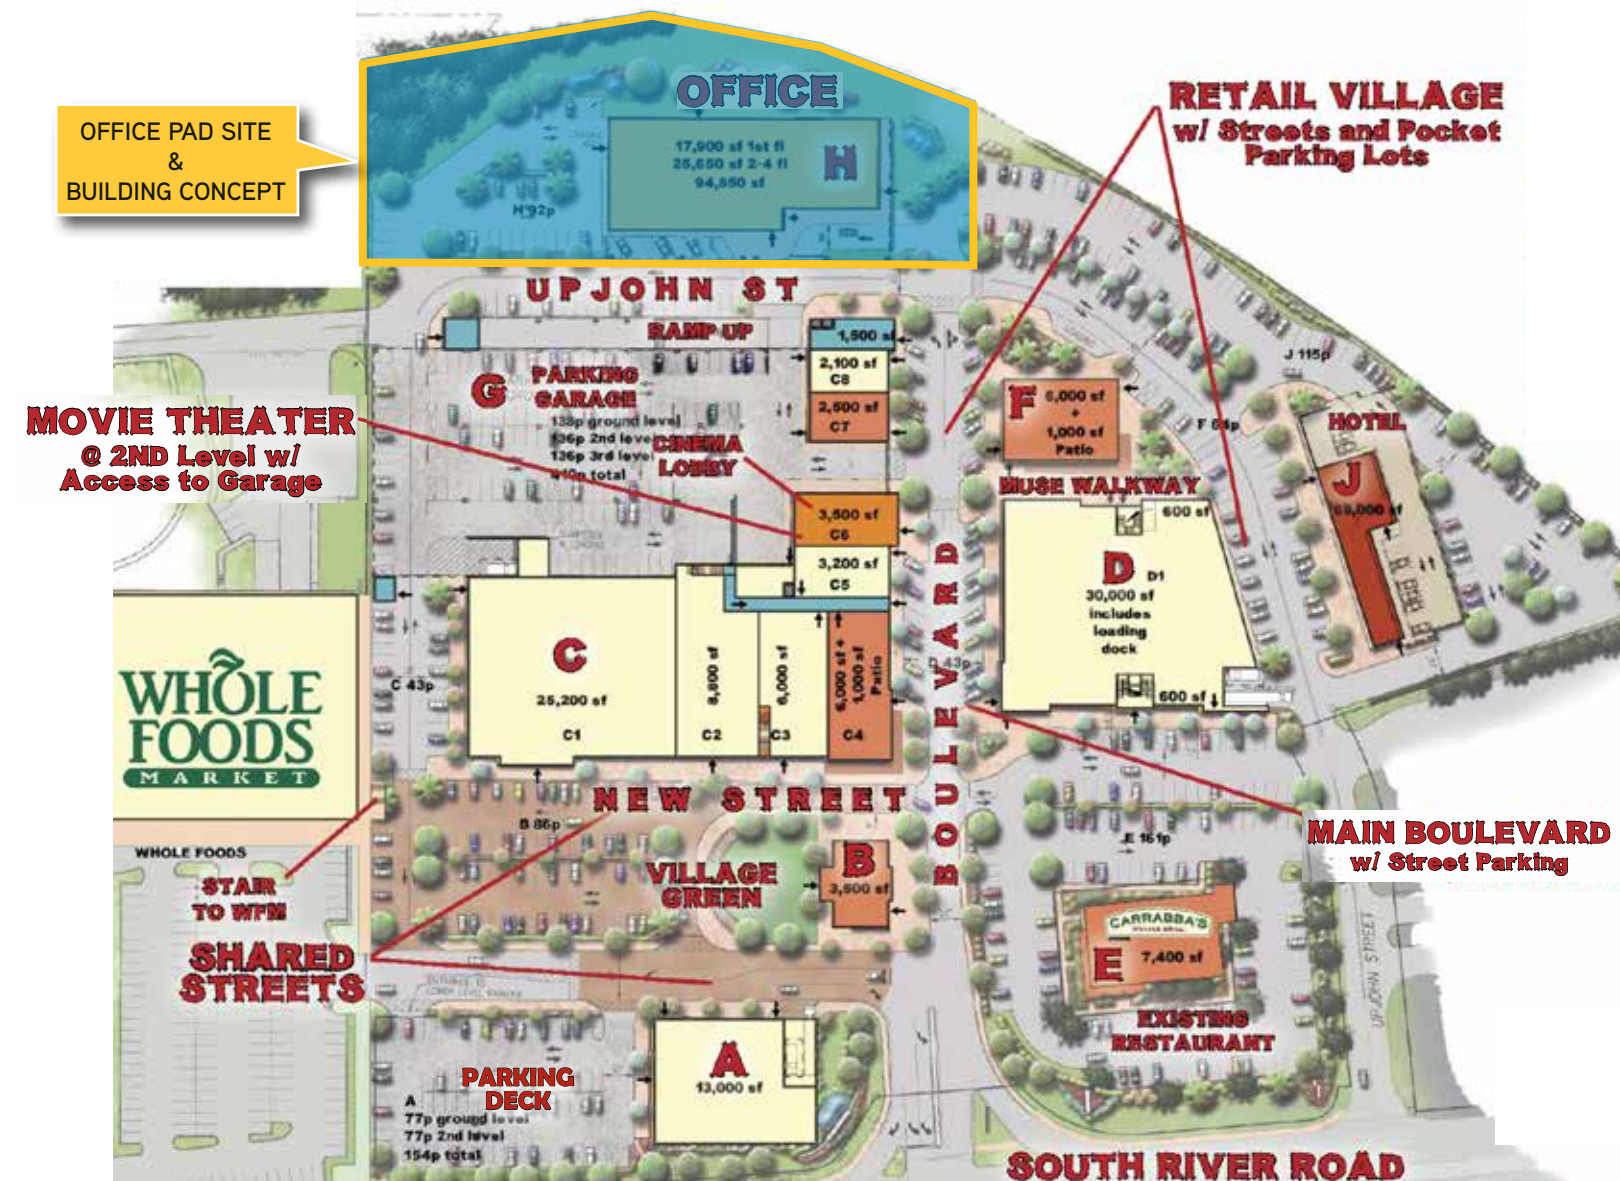 OFFICE
OFFICE PAD SITE
&
BUILDING CONCEPT
17,900 sf 1st fl
25,650 sf 2-4 fl
94,850 sf
H
H 92p
RETAIL VILLAGE
w/ Streets and Pocket
Parking Lots
UPJOHN ST
RAMP UP
1,500 sf
2,100 sf
C8
2,500 sf
C7
G
PARKING
GARAGE
138p ground level
136p 2nd level
136p 3rd level
total
CINEMA
LOBBY
MOVIE THEATER
@ 2ND Level w/
Access to Garage
3,500 sf
C6
3,200 sf
C5
F
6,000 sf
+
1,000 sf
Patio
MUSE WALKWAY
J 115p
HOTEL
J
600 sf
D
D1
30,000 sf
includes
loading
dock
600 sf
D 43p
BOULEVARD
C
25,200 sf
C1
C2
6,000 sf
C3
6,000 sf +
1,000 sf
Patio
C4
C 43p
WHOLE
FOODS
MARKET
WHOLE FOODS
STAIR
TO WFM
NEW STREET
B 86p
VILLAGE
GREEN
B
3,600 sf
MAIN BOULEVARD
w/ Street Parking
E 161p
CARRABBA'S
E
7,400 sf
EXISTING
RESTAURANT
UPJOHN STREET
SHARED
STREETS
ENTRANCE TO
LOWER LEVEL PARKING
A
13,000 sf
PARKING
DECK
A
77p ground level
77p 2nd level
154p total
SOUTH RIVER ROAD